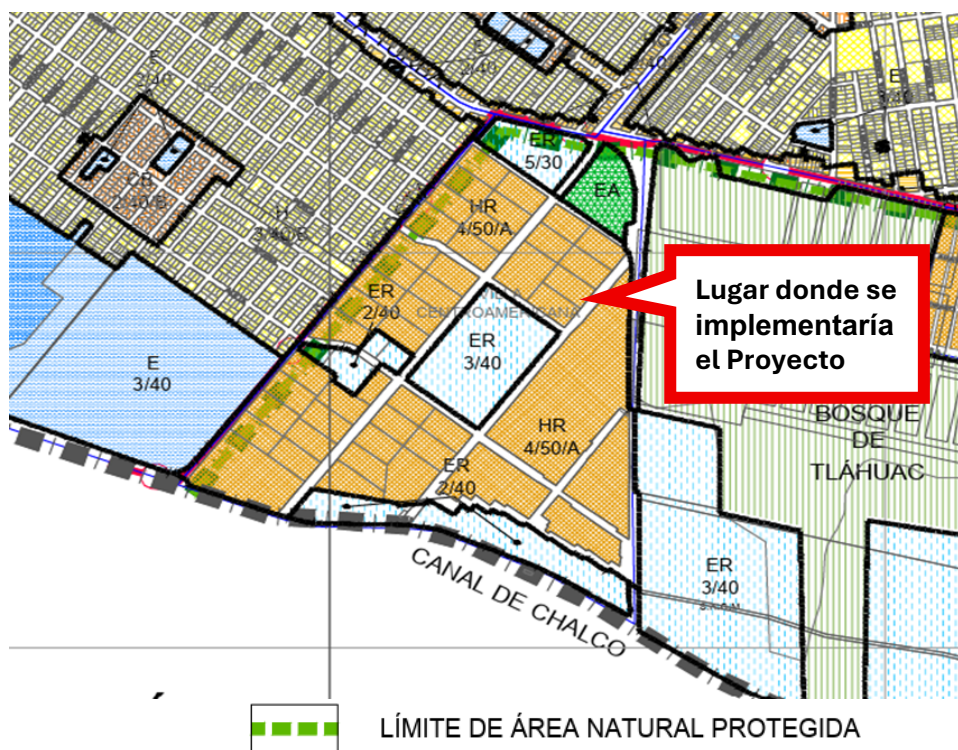 E
2/40
E
2/40
E
ER
5/30
EA
CB
2/40/B
H
3/40/B
HR
4/50/A
ER
2/40
CENTROAMERICANA
ER
3/40
E
3/40
Lugar donde se
implementaría
el Proyecto
HR
4/50/A
BOSQUE
DE
TLÁHUAC
ER
2/40
ER
3/40
CANAL DE CHALCO
LÍMITE DE ÁREA NATURAL PROTEGIDA